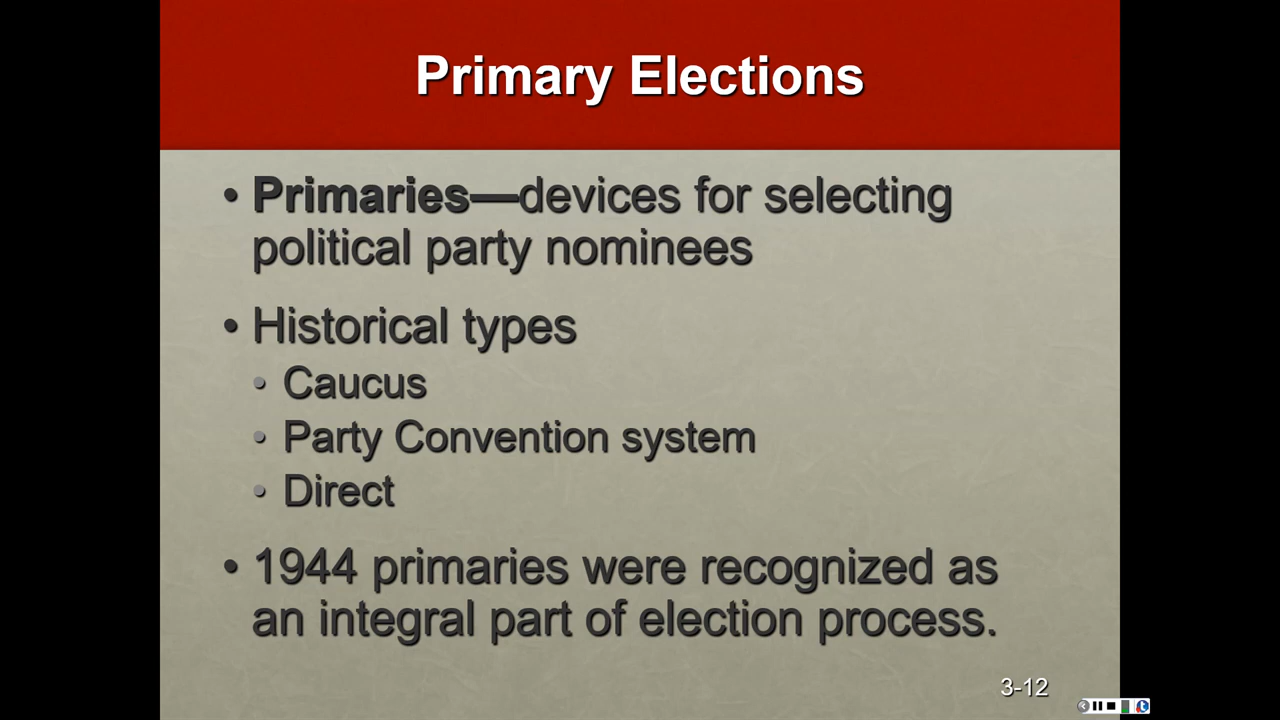 Primary Elections
• Primaries—devices for selecting
political party nominees
• Historical types
• Caucus
• Party Convention system
• Direct
• 1944 primaries were recognized as
an integral part of election process.
3-12